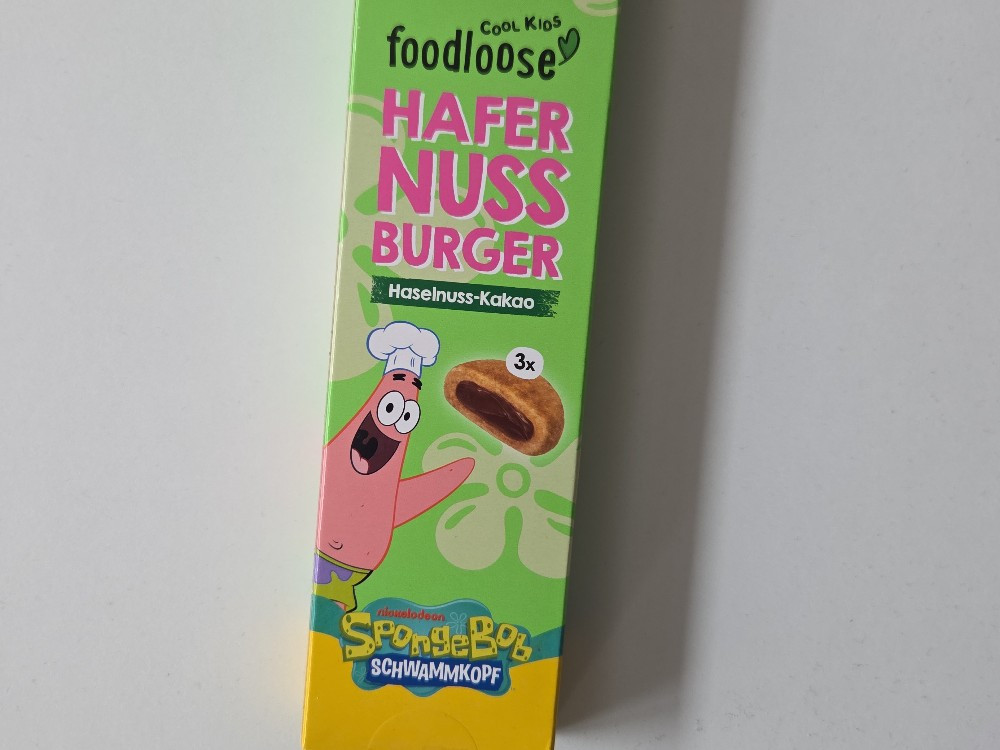 COOL KIDS
foodloose
HAFER
NUSS
BURGER
Haselnuss-Kakao
3x
nickelodeon
SPONGEBOB
SCHWAMMKOPF